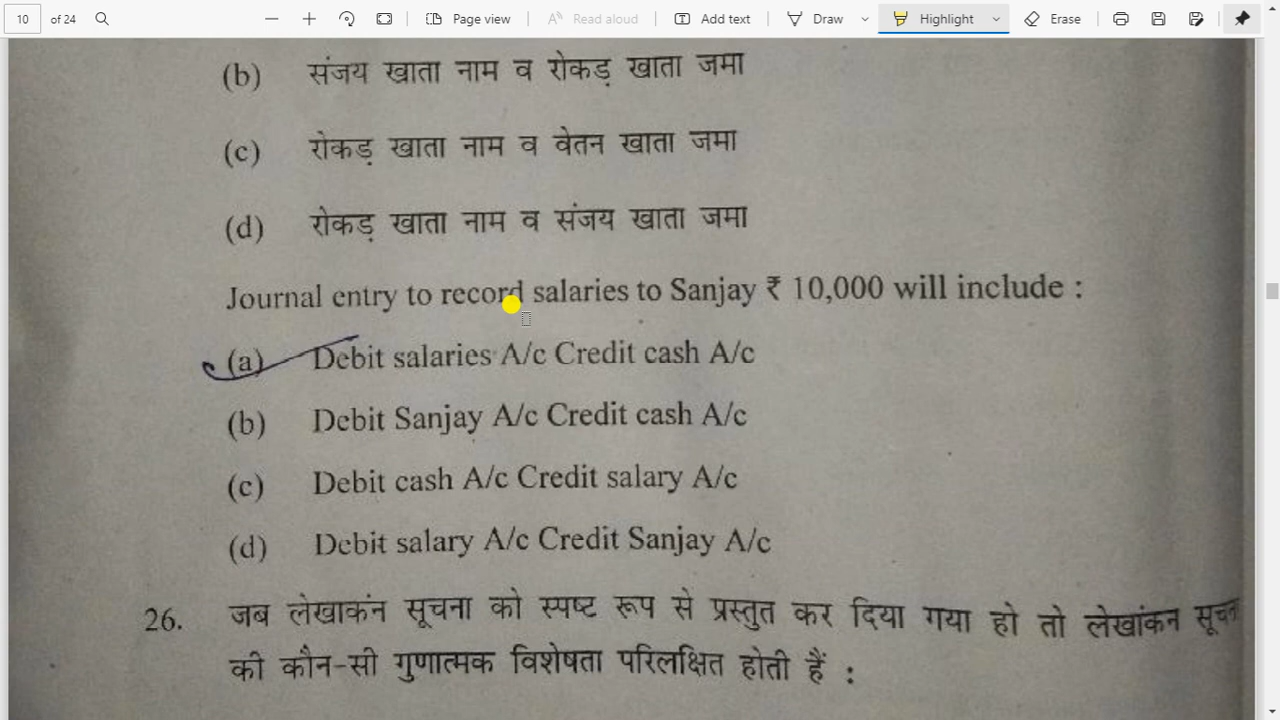 10 of 24 Page view Read aloud Add text Draw Highlight Erase
(b) संजय खाता नाम व रोकड़ खाता जमा
(c) रोकड़ खाता नाम व वेतन खाता जमा
(d) रोकड़ खाता नाम व संजय खाता जमा
Journal entry to record salaries to Sanjay ₹ 10,000 will include :
(a) Debit salaries A/c Credit cash A/c
(b) Debit Sanjay A/c Credit cash A/c
(c) Debit cash A/c Credit salary A/c
(d) Debit salary A/c Credit Sanjay A/c
26. जब लेखाकंन सूचना को स्पष्ट रूप से प्रस्तुत कर दिया गया हो तो लेखांकन
की कौन-सी गुणात्मक विशेषता परिलक्षित होती हैं :